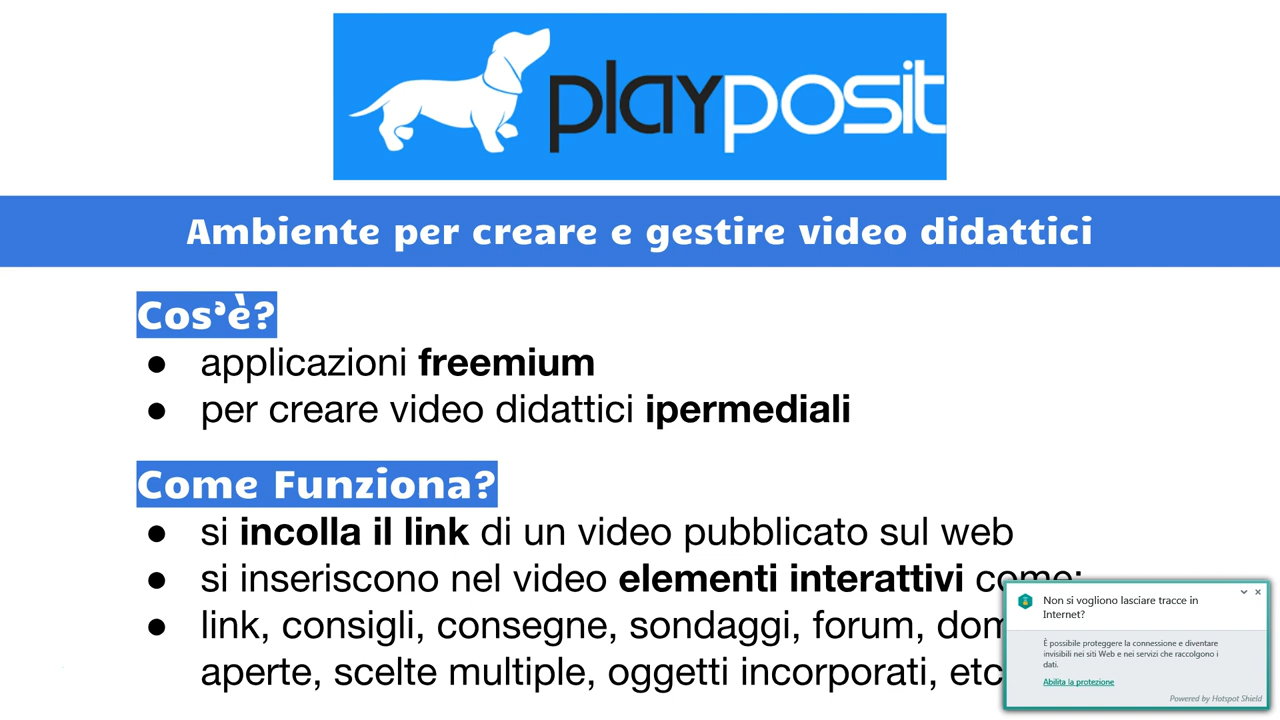 playposit
Ambiente per creare e gestire video didattici
Cos'è?
● applicazioni freemium
● per creare video didattici ipermediali
Come Funziona?
● si incolla il link di un video pubblicato sul web
● si inseriscono nel video elementi interattivi come:
● link, consigli, consegne, sondaggi, forum,
aperte, scelte multiple, oggetti incorporati, etc
Non si vogliono lasciare tracce in
Internet?
È possibile proteggere la connessione e diventare
invisibili nei siti Web e nei servizi che raccolgono i
dati.
Abilita la protezione
Powered by Hotspot Shield